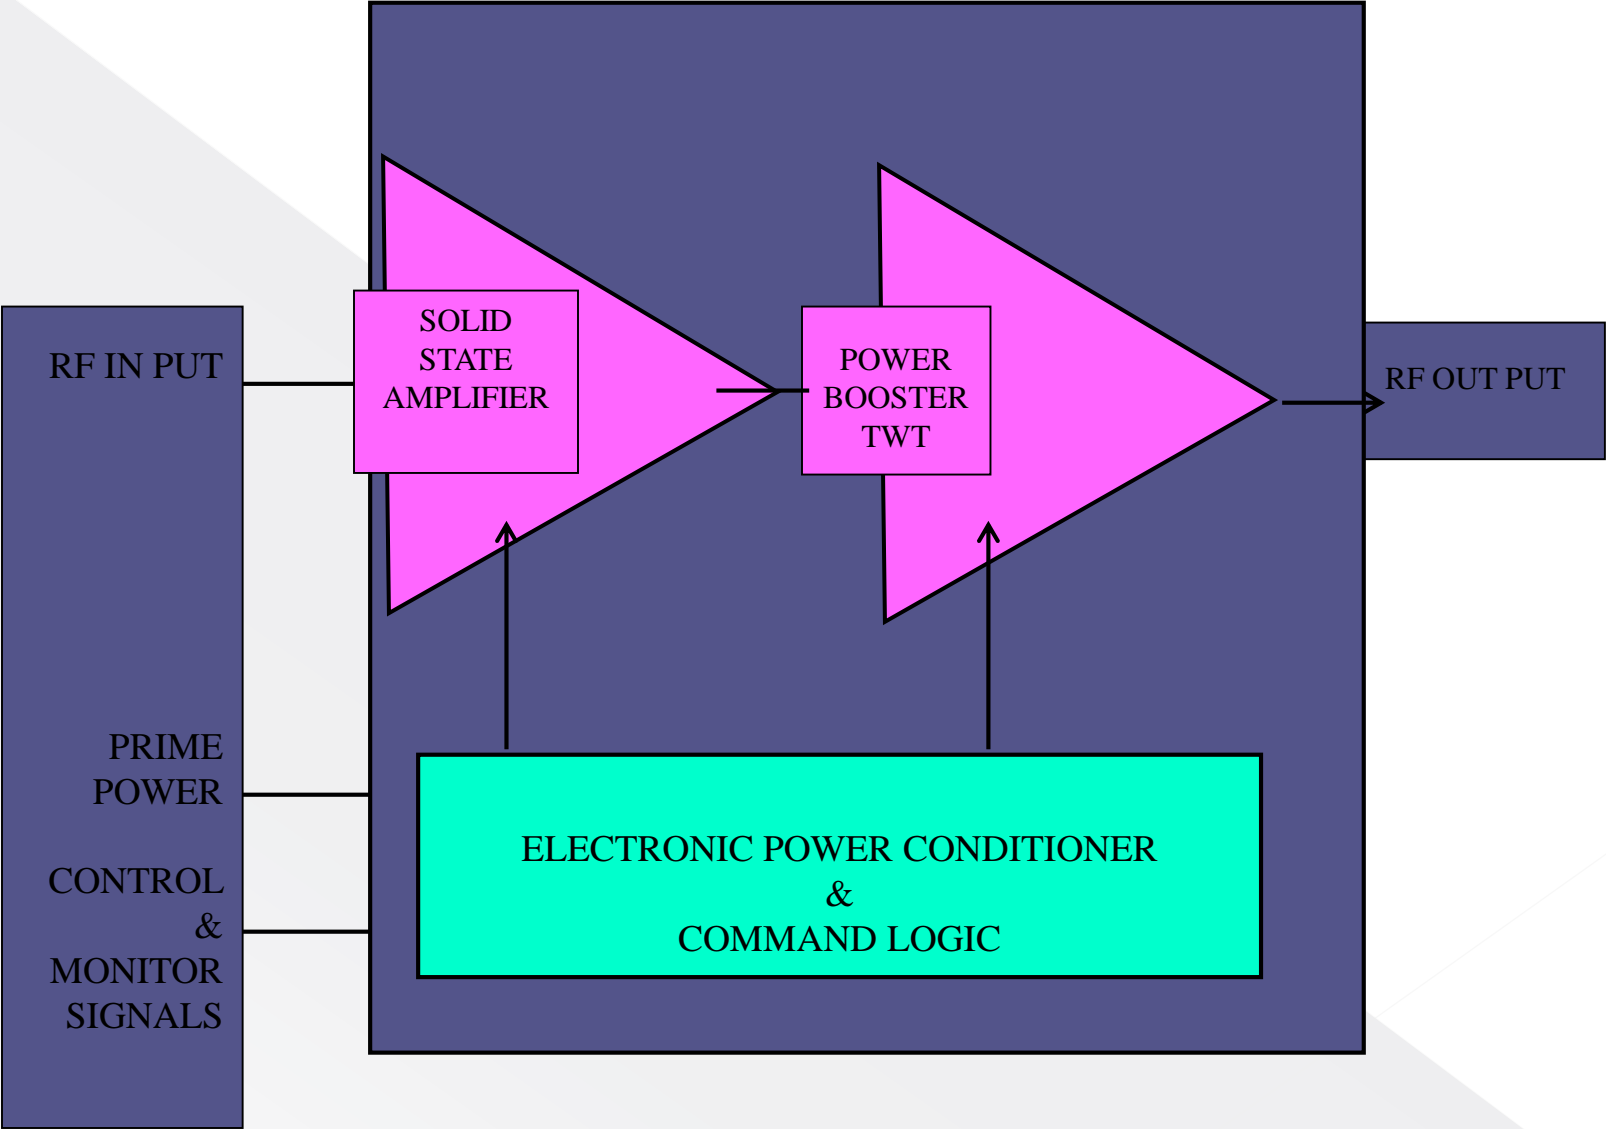 RF IN PUT
PRIME
POWER
CONTROL
&
MONITOR
SIGNALS
SOLID
STATE
AMPLIFIER
POWER
BOOSTER
TWT
RF OUT PUT
ELECTRONIC POWER CONDITIONER
&
COMMAND LOGIC